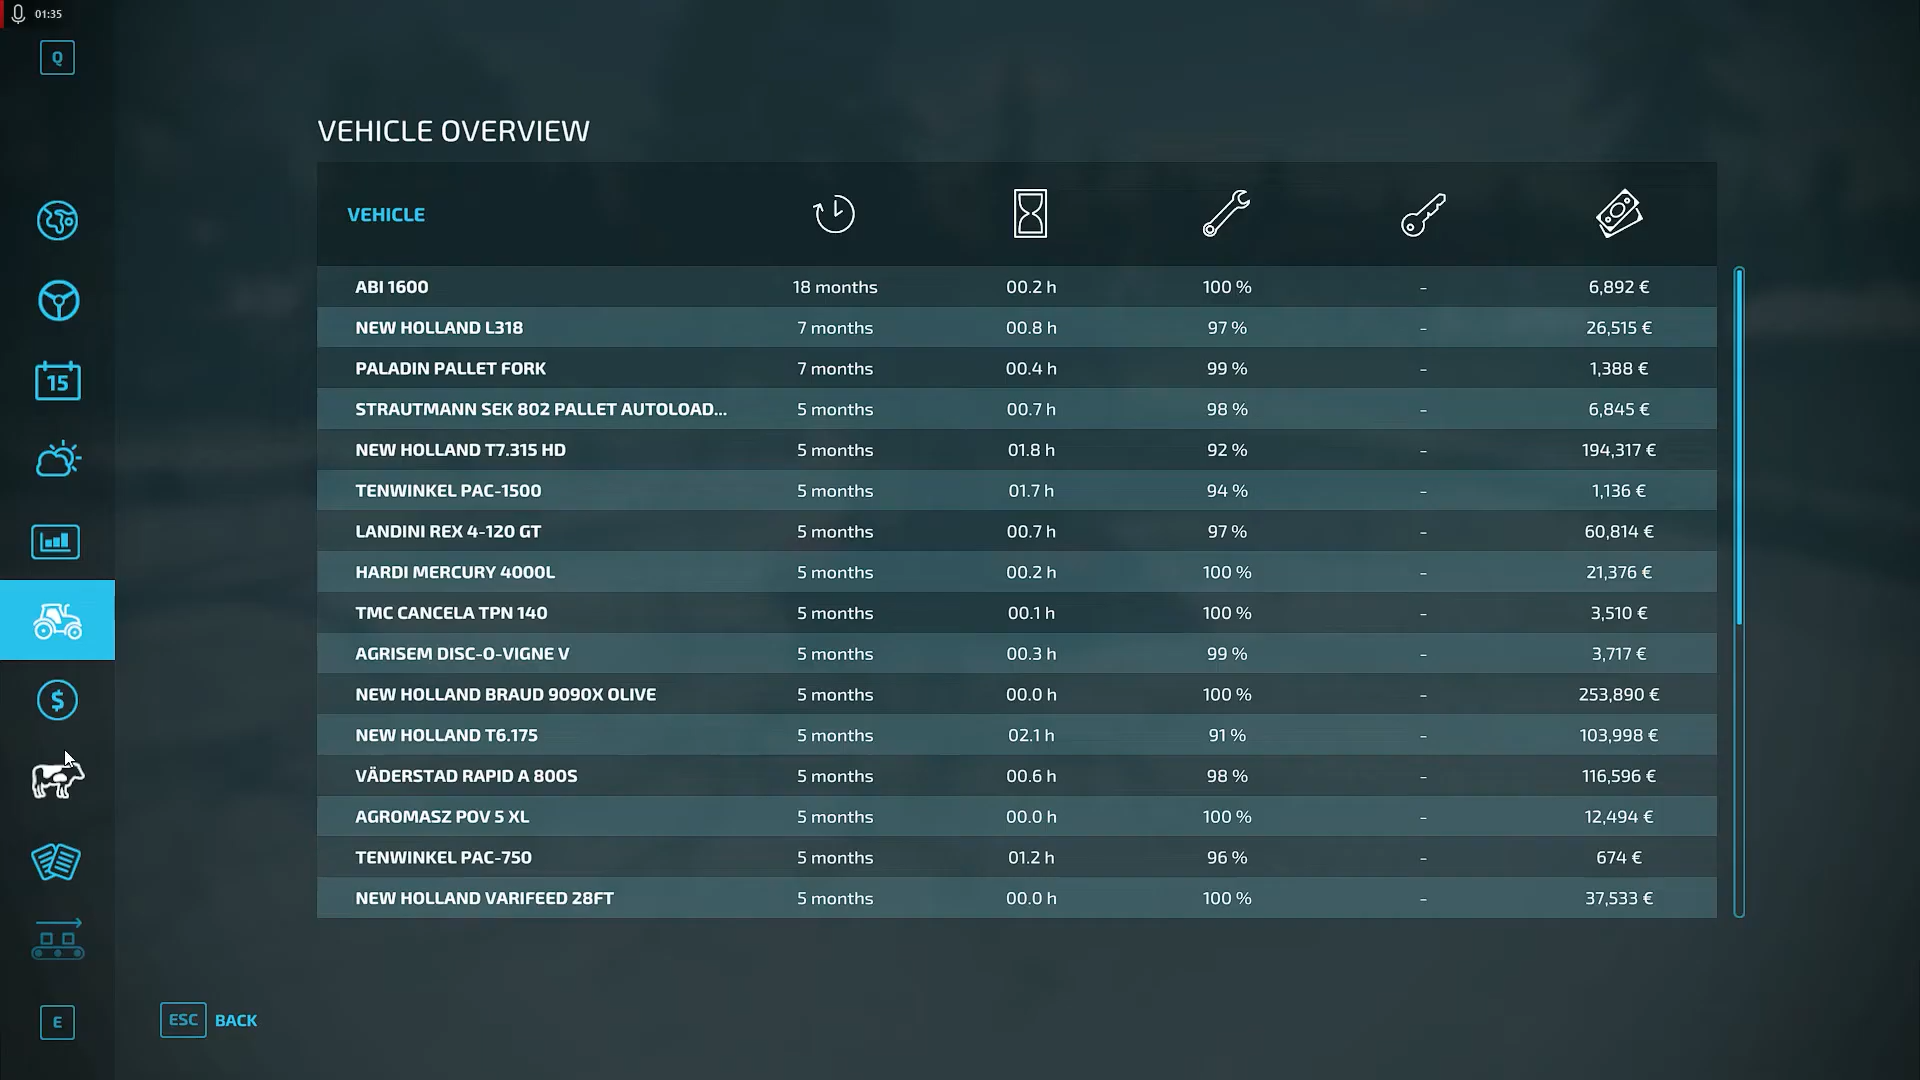 01:35
Q
VEHICLE OVERVIEW
VEHICLE
ABI 1600 18 months 00.2 h 100 % - 6,892 €
NEW HOLLAND L318 7 months 00.8 h 97 % - 26,515 €
PALADIN PALLET FORK 7 months 00.4 h 99 % - 1,388 €
STRAUTMANN SEK 802 PALLET AUTOLOAD... 5 months 00.7 h 98 % - 6,845 €
NEW HOLLAND T7.315 HD 5 months 01.8 h 92 % - 194,317 €
TENWINKEL PAC-1500 5 months 01.7 h 94 % - 1,136 €
LANDINI REX 4-120 GT 5 months 00.7 h 97 % - 60,814 €
HARDI MERCURY 4000L 5 months 00.2 h 100 % - 21,376 €
TMC CANCELA TPN 140 5 months 00.1 h 100 % - 3,510 €
AGRISEM DISC-O-VIGNE V 5 months 00.3 h 99 % - 3,717 €
NEW HOLLAND BRAUD 9090X OLIVE 5 months 00.0 h 100 % - 253,890 €
NEW HOLLAND T6.175 5 months 02.1 h 91 % - 103,998 €
VÄDERSTAD RAPID A 800S 5 months 00.6 h 98 % - 116,596 €
AGROMASZ POV 5 XL 5 months 00.0 h 100 % - 12,494 €
TENWINKEL PAC-750 5 months 01.2 h 96 % - 674 €
NEW HOLLAND VARIFEED 28FT 5 months 00.0 h 100 % - 37,533 €
15
$
E
ESC BACK